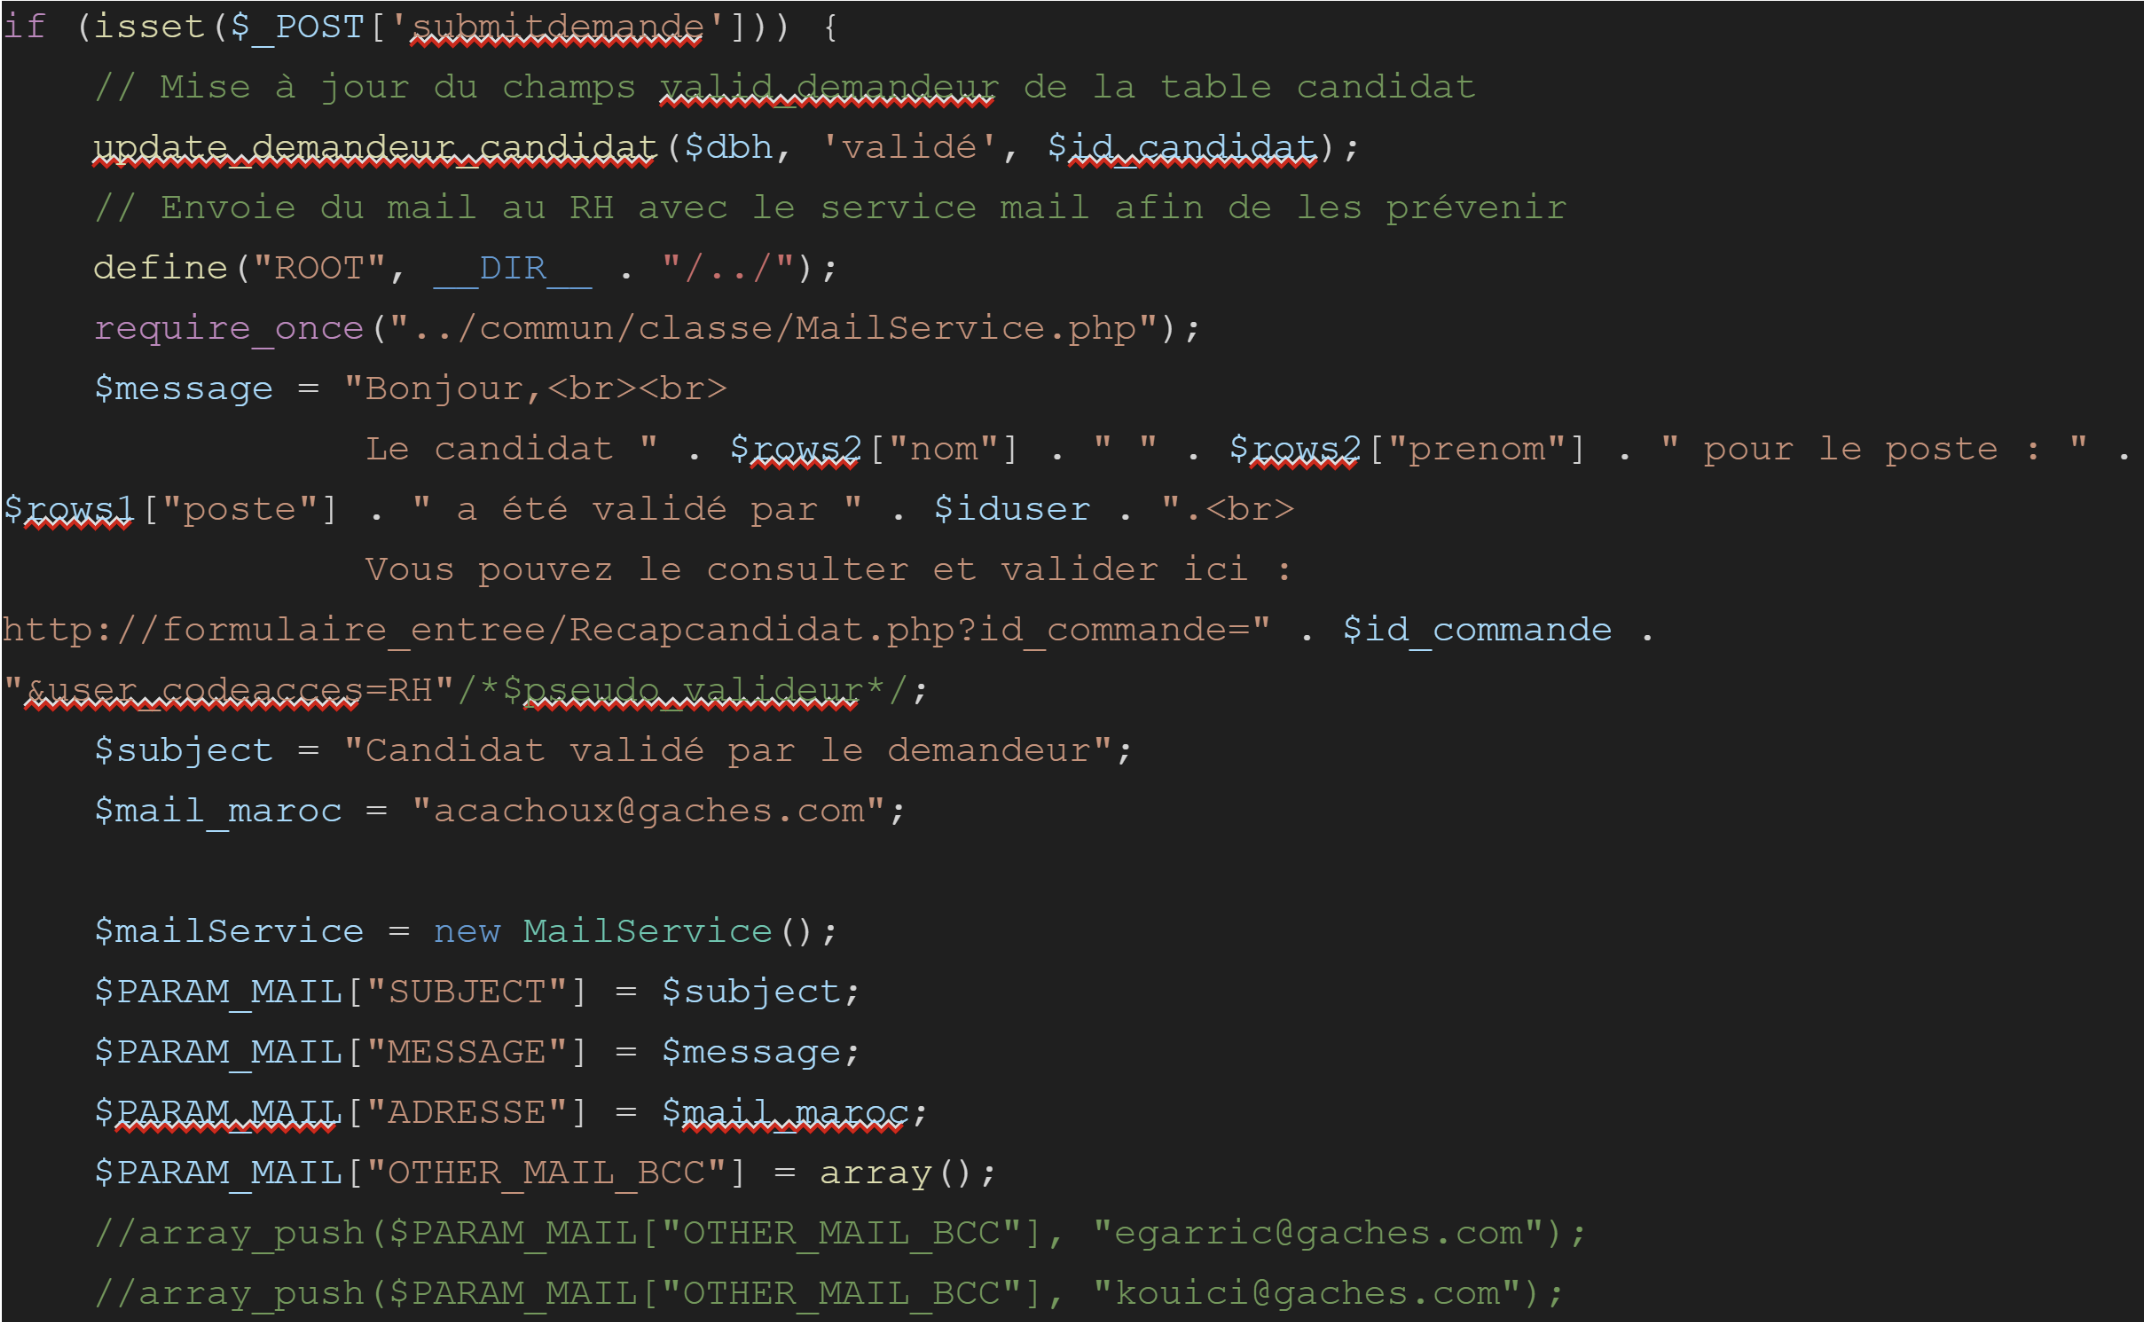 if (isset($_POST['submitdemande'])) {
// Mise à jour du champs valid_demandeur de la table candidat
update_demandeur_candidat($dbh, 'validé', $id_candidat);
// Envoie du mail au RH avec le service mail afin de les prévenir
define("ROOT", __DIR__ . "/../");
require_once("../commun/classe/MailService.php");
$message = "Bonjour,<br><br>
Le candidat " . $rows2["nom"] . " " . $rows2["prenom"] . " pour le poste : " .
$rows1["poste"] . " a été validé par " . $iduser . ".<br>
Vous pouvez le consulter et valider ici :
http://formulaire_entree/Recapcandidat.php?id_commande=" . $id_commande .
"&user_codeacces=RH"/*$pseudo_valideur*/;
$subject = "Candidat validé par le demandeur";
$mail_maroc = "acachoux@gaches.com";
$mailService = new MailService();
$PARAM_MAIL["SUBJECT"] = $subject;
$PARAM_MAIL["MESSAGE"] = $message;
$PARAM_MAIL["ADRESSE"] = $mail_maroc;
$PARAM_MAIL["OTHER_MAIL_BCC"] = array();
//array_push($PARAM_MAIL["OTHER_MAIL_BCC"], "egarric@gaches.com");
//array_push($PARAM_MAIL["OTHER_MAIL_BCC"], "kouici@gaches.com");